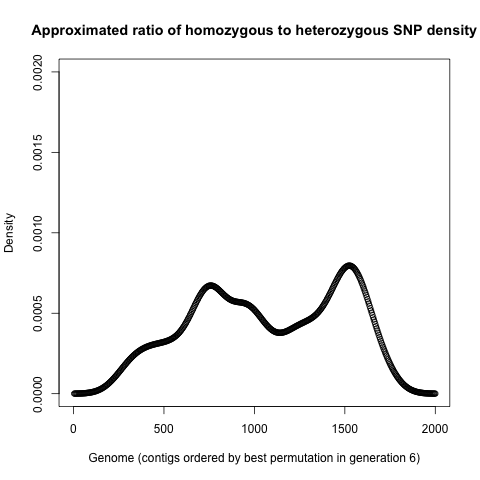 Approximated ratio of homozygous to heterozygous SNP density
Density
0.0020
0.0015
0.0010
0.0005
0.0000
0 500 1000 1500 2000
Genome (contigs ordered by best permutation in generation 6)